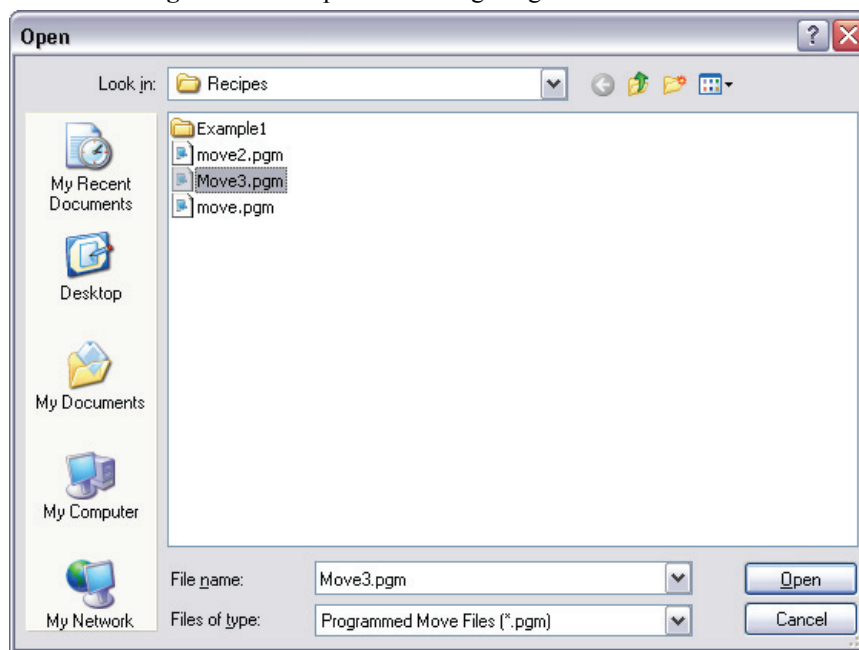 Open
Look in:
Recipes
Example1
move2.pgm
Move3.pgm
move.pgm
My Recent
Documents
Desktop
My Documents
My Computer
My Network
File name:
Move3.pgm
Open
Files of type:
Programmed Move Files (*.pgm)
Cancel